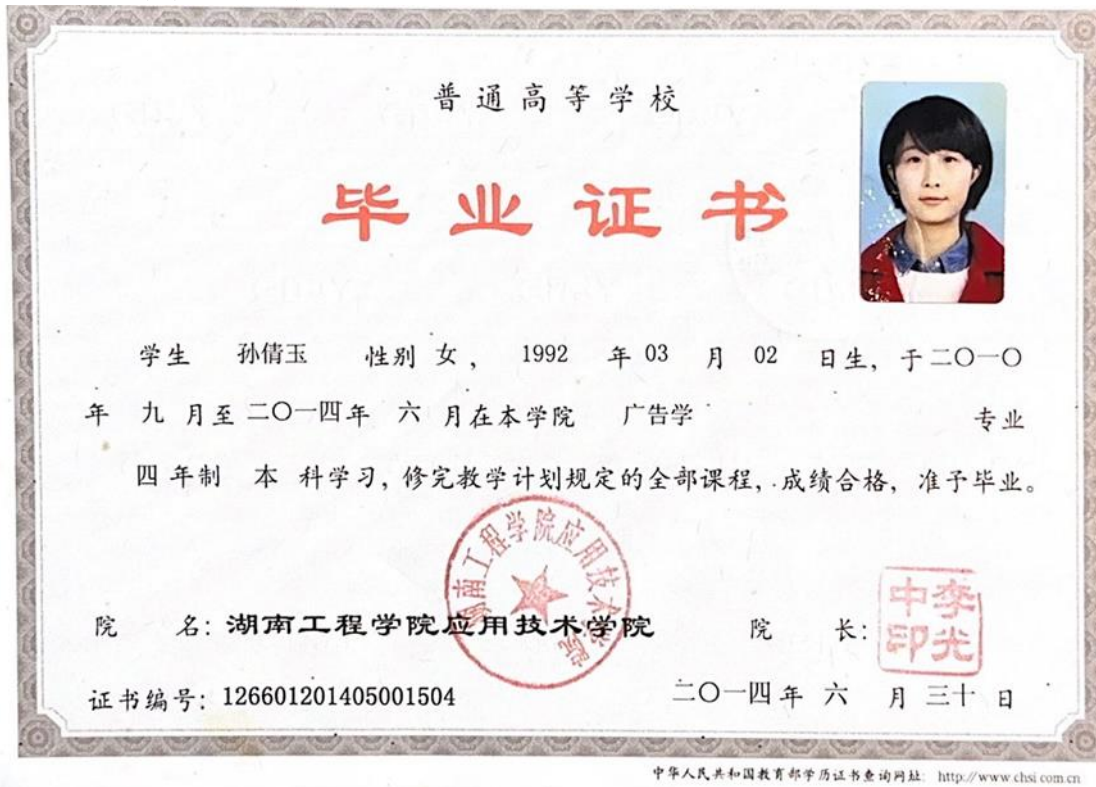 普通高等学校
毕业证书
学生 孙倩玉 性别 女， 1992 年 03 月 02 日生，于二〇一〇
年 九 月至二〇一四年 六 月在本学院 广告学 专业
四 年制 本 科学习，修完教学计划规定的全部课程，成绩合格，准予毕业。
湖南工程学院应用技术学院
院 名：湖南工程学院应用技术学院 院 长：
李光中印
证书编号：126601201405001504 二〇一四年 六 月 三十 日
中华人民共和国教育部学历证书查询网址： http://www.chsi.com.cn